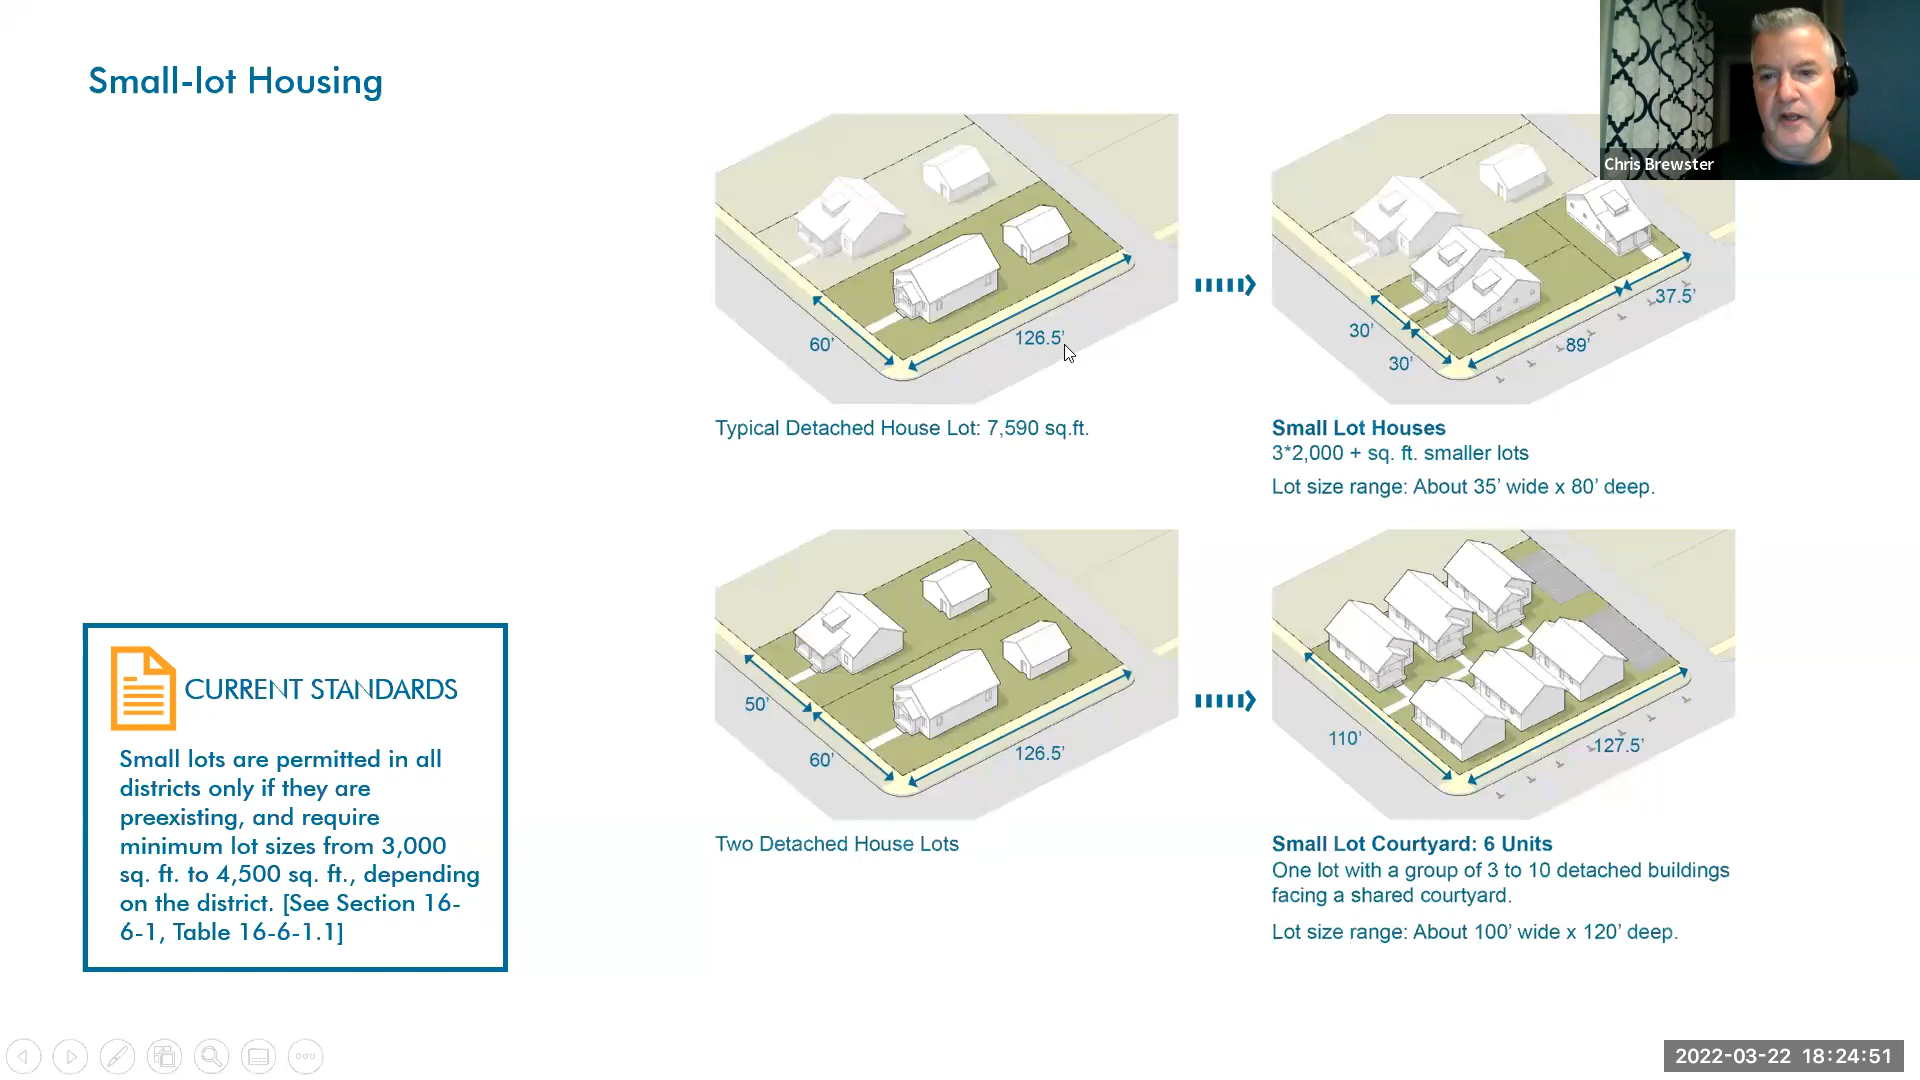 Small-lot Housing
Chris Brewster
60’
126.5’
30’
30’
89’
37.5’
Typical Detached House Lot: 7,590 sq.ft.
Small Lot Houses
3*2,000 + sq. ft. smaller lots
Lot size range: About 35’ wide x 80’ deep.
50’
60’
126.5’
110’
127.5’
Two Detached House Lots
Small Lot Courtyard: 6 Units
One lot with a group of 3 to 10 detached buildings
facing a shared courtyard.
Lot size range: About 100’ wide x 120’ deep.
CURRENT STANDARDS
Small lots are permitted in all
districts only if they are
preexisting, and require
minimum lot sizes from 3,000
sq. ft. to 4,500 sq. ft., depending
on the district. [See Section 16-
6-1, Table 16-6-1.1]
2022-03-22 18:24:51